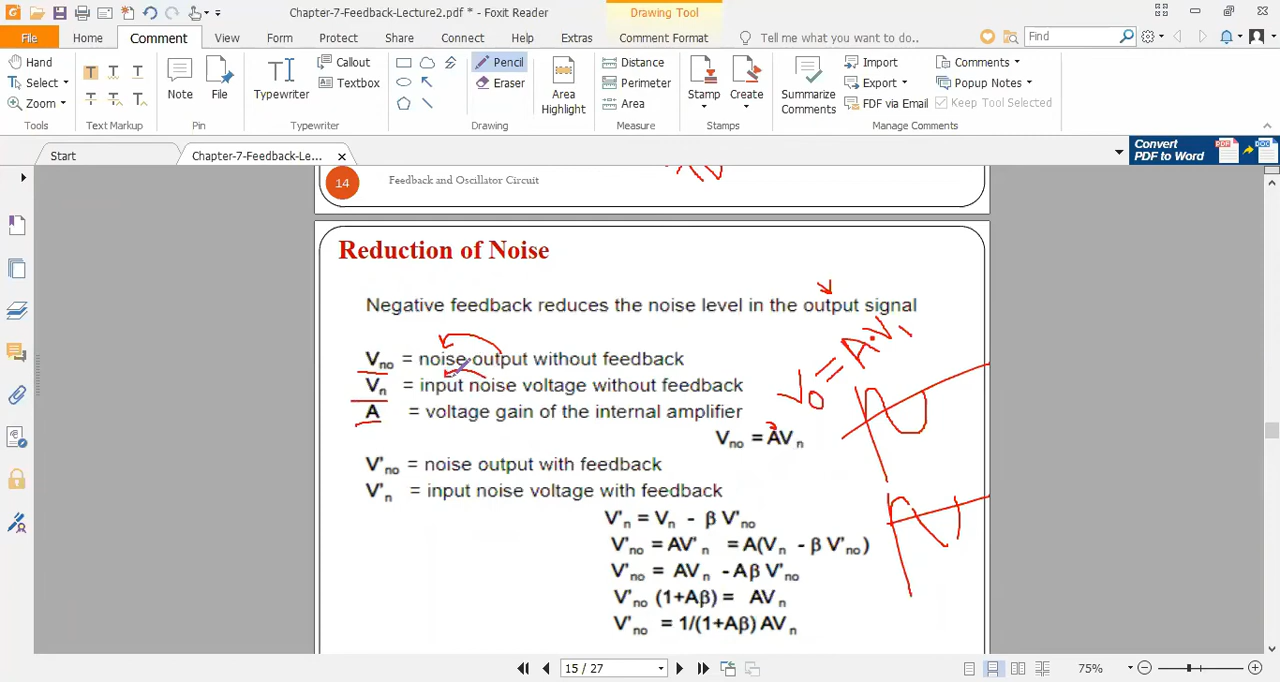 Chapter-7-Feedback-Lecture2.pdf * - Foxit Reader
Drawing Tool
File Home Comment View Form Protect Share Connect Help Extras Comment Format Tell me what you want to do... Find
Hand
Select
Zoom
Tools
T T T
T T T
Text Markup
Note
File
Pin
Typewriter
Callout
Textbox
Typewriter
Pencil
Eraser
Drawing
Area Highlight
Distance
Perimeter
Area
Measure
Stamp
Create
Stamps
Summarize Comments
Import
Export
FDF via Email
Comments
Popup Notes
Keep Tool Selected
Manage Comments
Start
Chapter-7-Feedback-Le...
Convert
PDF to Word
14 Feedback and Oscillator Circuit
Reduction of Noise
Negative feedback reduces the noise level in the output signal
Vno = noise output without feedback
Vn = input noise voltage without feedback
A = voltage gain of the internal amplifier
Vno = AVn
Vo = A.V1
V'no = noise output with feedback
V'n = input noise voltage with feedback
V'n = Vn - β V'no
V'no = AV'n = A(Vn - β V'no)
V'no = AVn - Aβ V'no
V'no (1+Aβ) = AVn
V'no = 1/(1+Aβ) AVn
15 / 27
75%